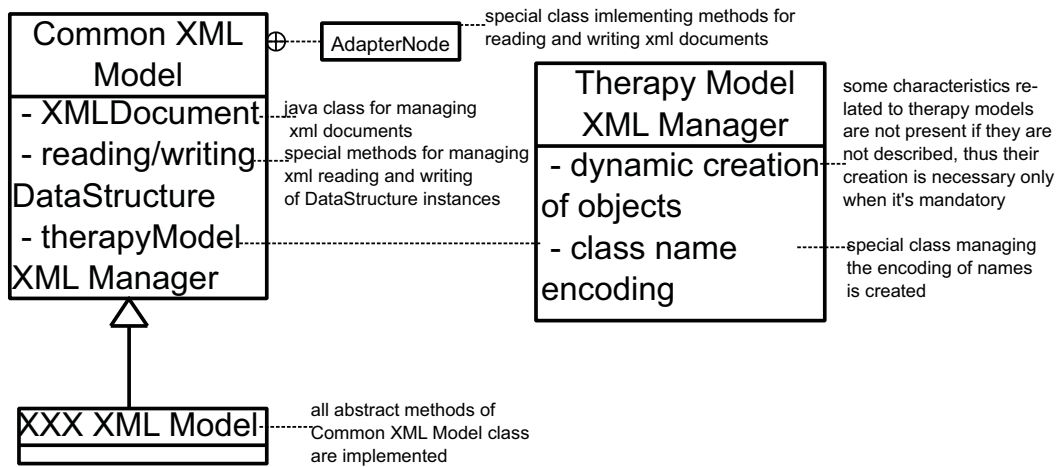 Common XML
Model
- XMLDocument
- reading/writing
DataStructure
- therapyModel
XML Manager
AdapterNode
special class imlementing methods for
reading and writing xml documents
java class for managing
xml documents
special methods for managing
xml reading and writing
of DataStructure instances
Therapy Model
XML Manager
- dynamic creation
of objects
- class name
encoding
some characteristics re-
lated to therapy models
are not present if they are
not described, thus their
creation is necessary only
when it's mandatory
special class managing
the encoding of names
is created
XXX XML Model
all abstract methods of
Common XML Model class
are implemented